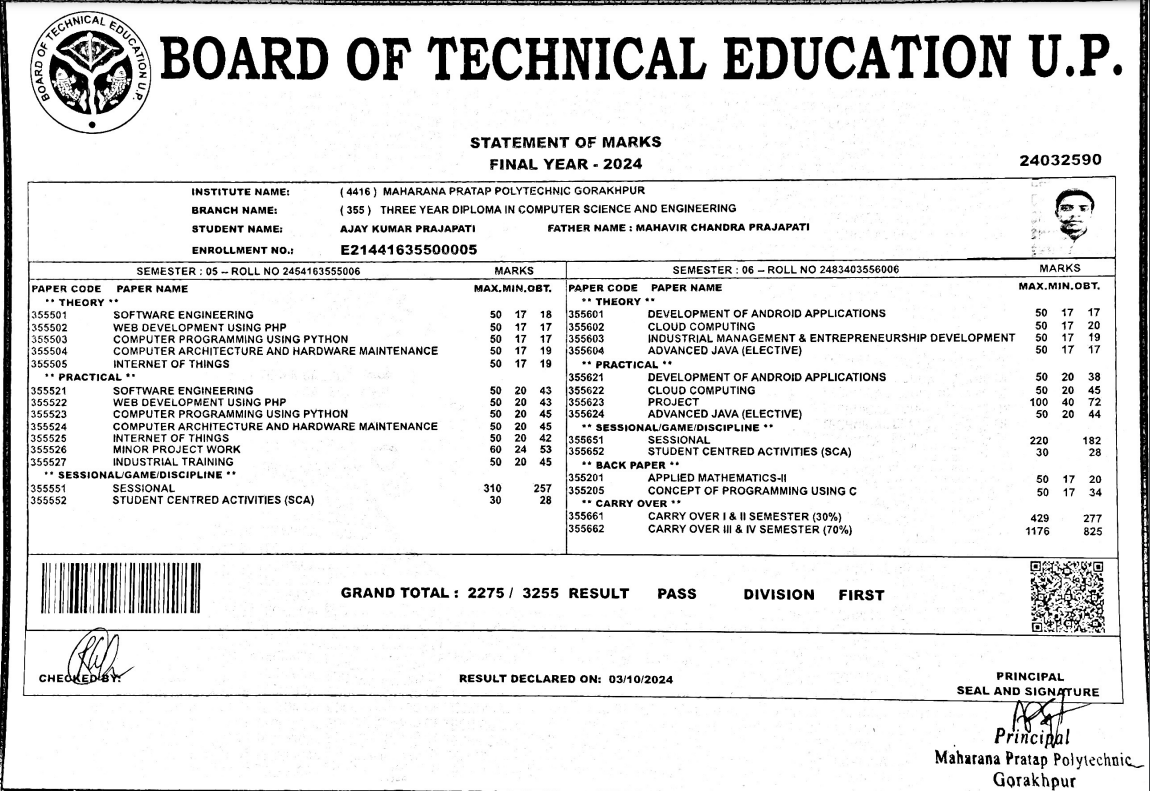 BOARD OF TECHNICAL EDUCATION U.P.
BOARD OF TECHNICAL EDUCATION U.P.
STATEMENT OF MARKS
FINAL YEAR - 2024
24032590
INSTITUTE NAME: ( 4416 ) MAHARANA PRATAP POLYTECHNIC GORAKHPUR
BRANCH NAME: ( 355 ) THREE YEAR DIPLOMA IN COMPUTER SCIENCE AND ENGINEERING
STUDENT NAME: AJAY KUMAR PRAJAPATI FATHER NAME : MAHAVIR CHANDRA PRAJAPATI
ENROLLMENT NO.: E21441635500005
SEMESTER : 05 – ROLL NO 2454163555006 MARKS
PAPER CODE PAPER NAME MAX.MIN.OBT.
** THEORY **
355501 SOFTWARE ENGINEERING 50 17 18
355502 WEB DEVELOPMENT USING PHP 50 17 17
355503 COMPUTER PROGRAMMING USING PYTHON 50 17 17
355504 COMPUTER ARCHITECTURE AND HARDWARE MAINTENANCE 50 17 19
355505 INTERNET OF THINGS 50 17 19
** PRACTICAL **
355521 SOFTWARE ENGINEERING 50 20 43
355522 WEB DEVELOPMENT USING PHP 50 20 43
355523 COMPUTER PROGRAMMING USING PYTHON 50 20 45
355524 COMPUTER ARCHITECTURE AND HARDWARE MAINTENANCE 50 20 45
355525 INTERNET OF THINGS 50 20 42
355526 MINOR PROJECT WORK 60 24 53
355527 INDUSTRIAL TRAINING 50 20 45
** SESSIONAL/GAME/DISCIPLINE **
355551 SESSIONAL 310 257
355552 STUDENT CENTRED ACTIVITIES (SCA) 30 28
SEMESTER : 06 – ROLL NO 2483403556006 MARKS
PAPER CODE PAPER NAME MAX.MIN.OBT.
** THEORY **
355601 DEVELOPMENT OF ANDROID APPLICATIONS 50 17 17
355602 CLOUD COMPUTING 50 17 20
355603 INDUSTRIAL MANAGEMENT & ENTREPRENEURSHIP DEVELOPMENT 50 17 19
355604 ADVANCED JAVA (ELECTIVE) 50 17 17
** PRACTICAL **
355621 DEVELOPMENT OF ANDROID APPLICATIONS 50 20 38
355622 CLOUD COMPUTING 50 20 45
355623 PROJECT 100 40 72
355624 ADVANCED JAVA (ELECTIVE) 50 20 44
** SESSIONAL/GAME/DISCIPLINE **
355651 SESSIONAL 220 182
355652 STUDENT CENTRED ACTIVITIES (SCA) 30 28
** BACK PAPER **
355201 APPLIED MATHEMATICS-II 50 17 20
355205 CONCEPT OF PROGRAMMING USING C 50 17 34
** CARRY OVER **
355661 CARRY OVER I & II SEMESTER (30%) 429 277
355662 CARRY OVER III & IV SEMESTER (70%) 1176 825
GRAND TOTAL : 2275 / 3255 RESULT PASS DIVISION FIRST
CHECKED BY:
RESULT DECLARED ON: 03/10/2024
PRINCIPAL
SEAL AND SIGNATURE
Principal
Maharana Pratap Polytechnic
Gorakhpur